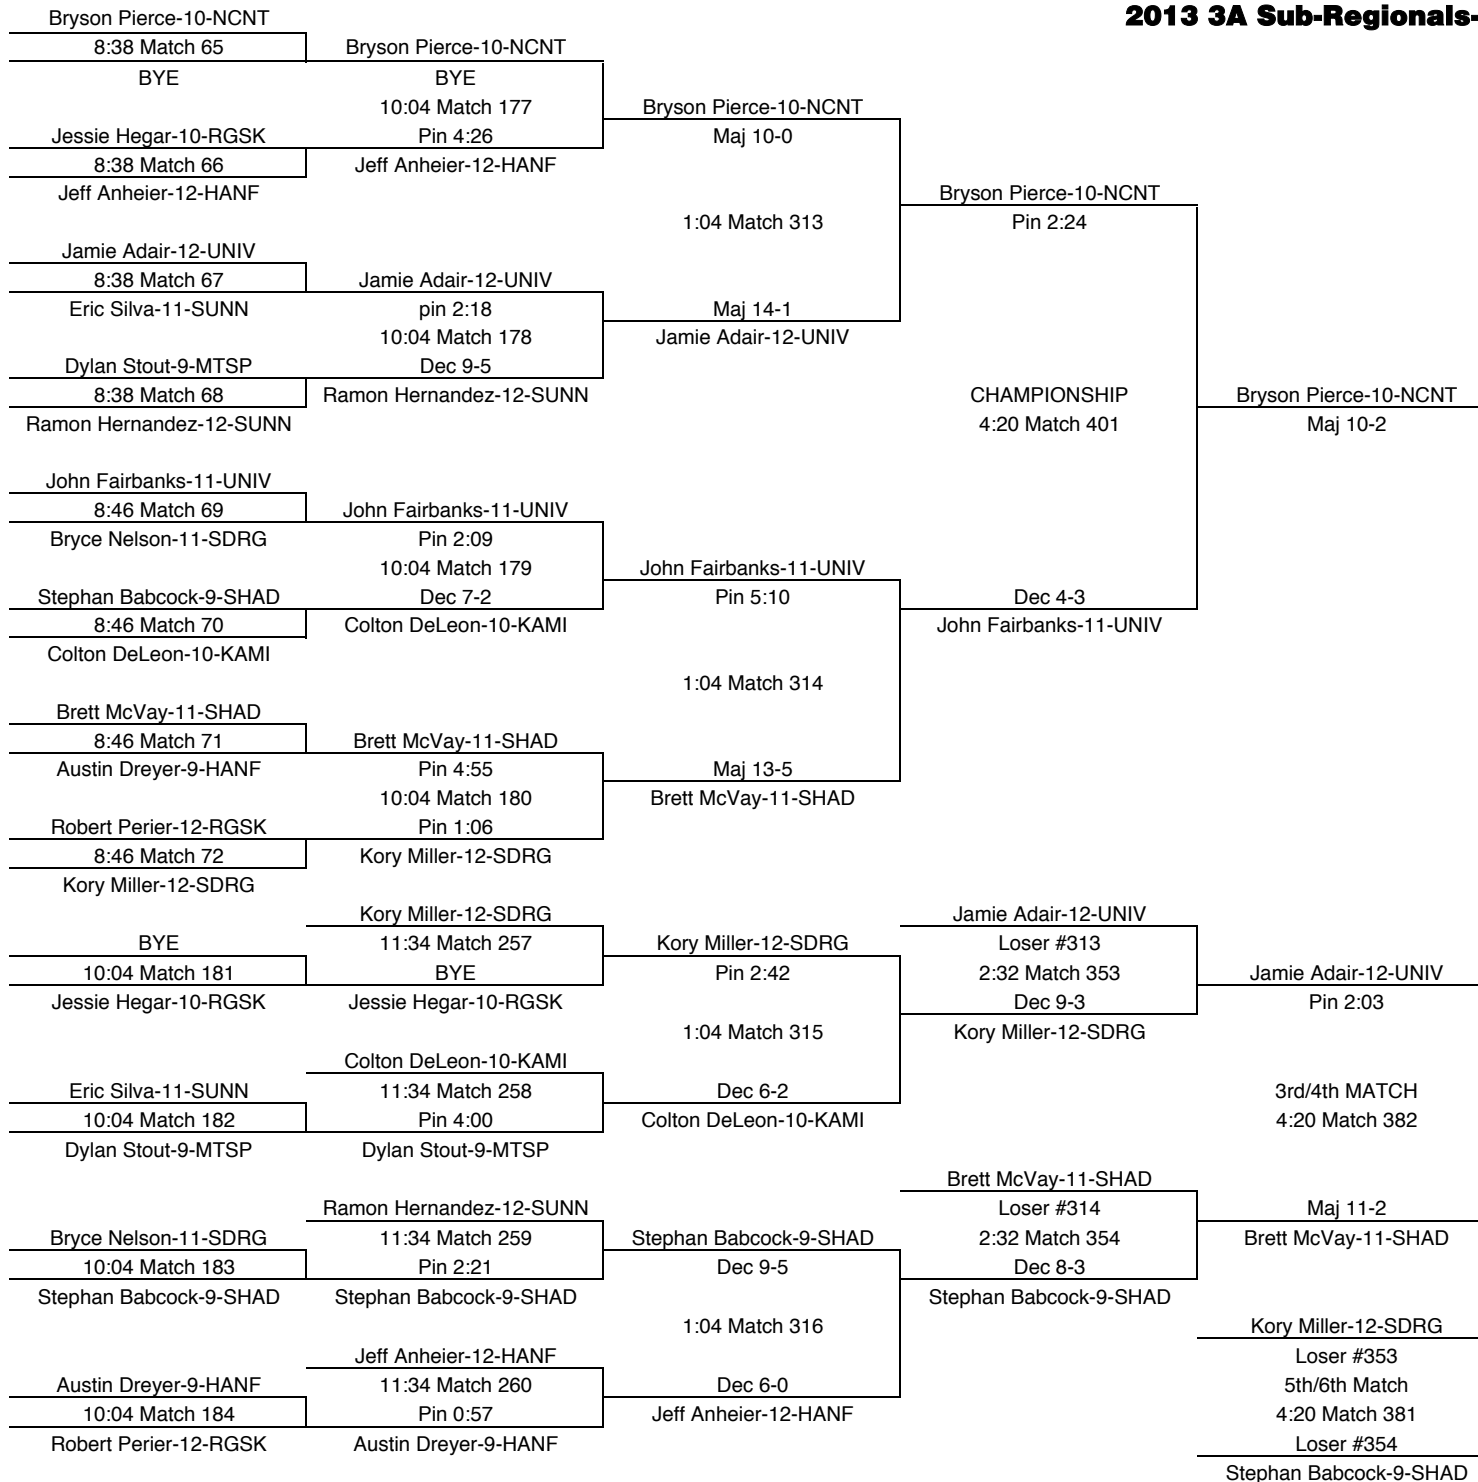 2013 3A Sub-Regionals-
Bryson Pierce-10-NCNT
8:38 Match 65
BYE
Jessie Hegar-10-RGSK
8:38 Match 66
Jeff Anheier-12-HANF
Jamie Adair-12-UNIV
8:38 Match 67
Eric Silva-11-SUNN
Dylan Stout-9-MTSP
8:38 Match 68
Ramon Hernandez-12-SUNN
John Fairbanks-11-UNIV
8:46 Match 69
Bryce Nelson-11-SDRG
Stephan Babcock-9-SHAD
8:46 Match 70
Colton DeLeon-10-KAMI
Brett McVay-11-SHAD
8:46 Match 71
Austin Dreyer-9-HANF
Robert Perier-12-RGSK
8:46 Match 72
Kory Miller-12-SDRG
Bryson Pierce-10-NCNT
BYE
10:04 Match 177
Pin 4:26
Jeff Anheier-12-HANF
Jamie Adair-12-UNIV
pin 2:18
10:04 Match 178
Dec 9-5
Ramon Hernandez-12-SUNN
John Fairbanks-11-UNIV
Pin 2:09
10:04 Match 179
Dec 7-2
Colton DeLeon-10-KAMI
Brett McVay-11-SHAD
Pin 4:55
10:04 Match 180
Pin 1:06
Kory Miller-12-SDRG
Bryson Pierce-10-NCNT
Maj 10-0
1:04 Match 313
Maj 14-1
Jamie Adair-12-UNIV
John Fairbanks-11-UNIV
Pin 5:10
1:04 Match 314
Maj 13-5
Brett McVay-11-SHAD
Bryson Pierce-10-NCNT
Pin 2:24
CHAMPIONSHIP
4:20 Match 401
Dec 4-3
John Fairbanks-11-UNIV
Bryson Pierce-10-NCNT
Maj 10-2
BYE
10:04 Match 181
Jessie Hegar-10-RGSK
Eric Silva-11-SUNN
10:04 Match 182
Dylan Stout-9-MTSP
Bryce Nelson-11-SDRG
10:04 Match 183
Stephan Babcock-9-SHAD
Austin Dreyer-9-HANF
10:04 Match 184
Robert Perier-12-RGSK
Kory Miller-12-SDRG
11:34 Match 257
BYE
Jessie Hegar-10-RGSK
Colton DeLeon-10-KAMI
11:34 Match 258
Pin 4:00
Dylan Stout-9-MTSP
Ramon Hernandez-12-SUNN
11:34 Match 259
Pin 2:21
Stephan Babcock-9-SHAD
Jeff Anheier-12-HANF
11:34 Match 260
Pin 0:57
Austin Dreyer-9-HANF
Kory Miller-12-SDRG
Pin 2:42
1:04 Match 315
Dec 6-2
Colton DeLeon-10-KAMI
Stephan Babcock-9-SHAD
Dec 9-5
1:04 Match 316
Dec 6-0
Jeff Anheier-12-HANF
Jamie Adair-12-UNIV
Loser #313
2:32 Match 353
Dec 9-3
Kory Miller-12-SDRG
Brett McVay-11-SHAD
Loser #314
2:32 Match 354
Dec 8-3
Stephan Babcock-9-SHAD
Jamie Adair-12-UNIV
Pin 2:03
3rd/4th MATCH
4:20 Match 382
Maj 11-2
Brett McVay-11-SHAD
Kory Miller-12-SDRG
Loser #353
5th/6th Match
4:20 Match 381
Loser #354
Stephan Babcock-9-SHAD